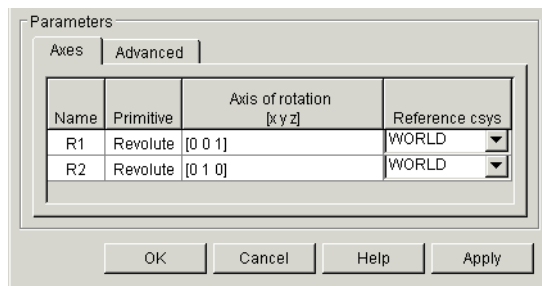 Parameters
Axes Advanced
Axis of rotation
Name Primitive [x y z] Reference csys
R1 Revolute [0 0 1] WORLD
R2 Revolute [0 1 0] WORLD
OK Cancel Help Apply